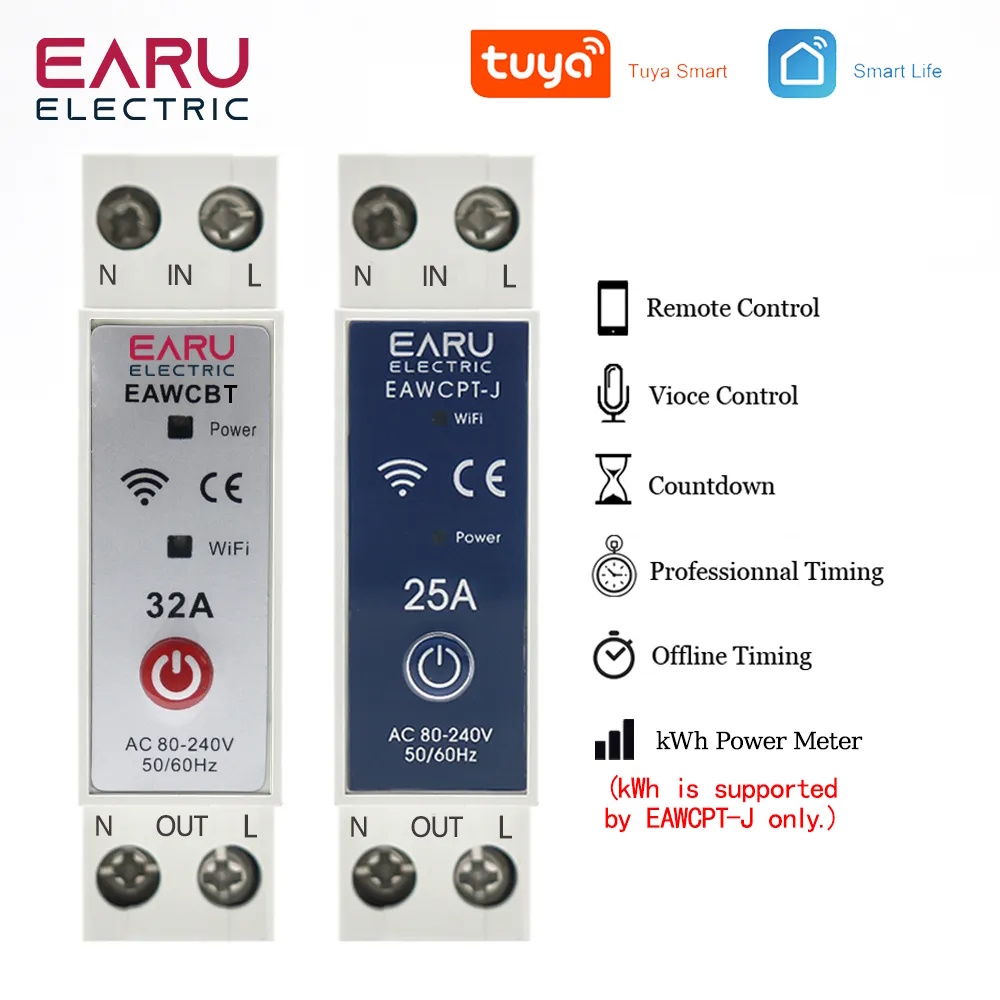 EARU
ELECTRIC
tuya
Tuya Smart
Smart Life
N IN L
EARU
ELECTRIC
EAWCBT
Power
CE
WiFi
32A
AC 80-240V
50/60Hz
N OUT L
N IN L
EARU
ELECTRIC
EAWCPT-J
WiFi
CE
Power
25A
AC 80-240V
50/60Hz
N OUT L
Remote Control
Vioce Control
Countdown
Professionnal Timing
Offline Timing
kWh Power Meter
(kWh is supported
by EAWCPT-J only.)